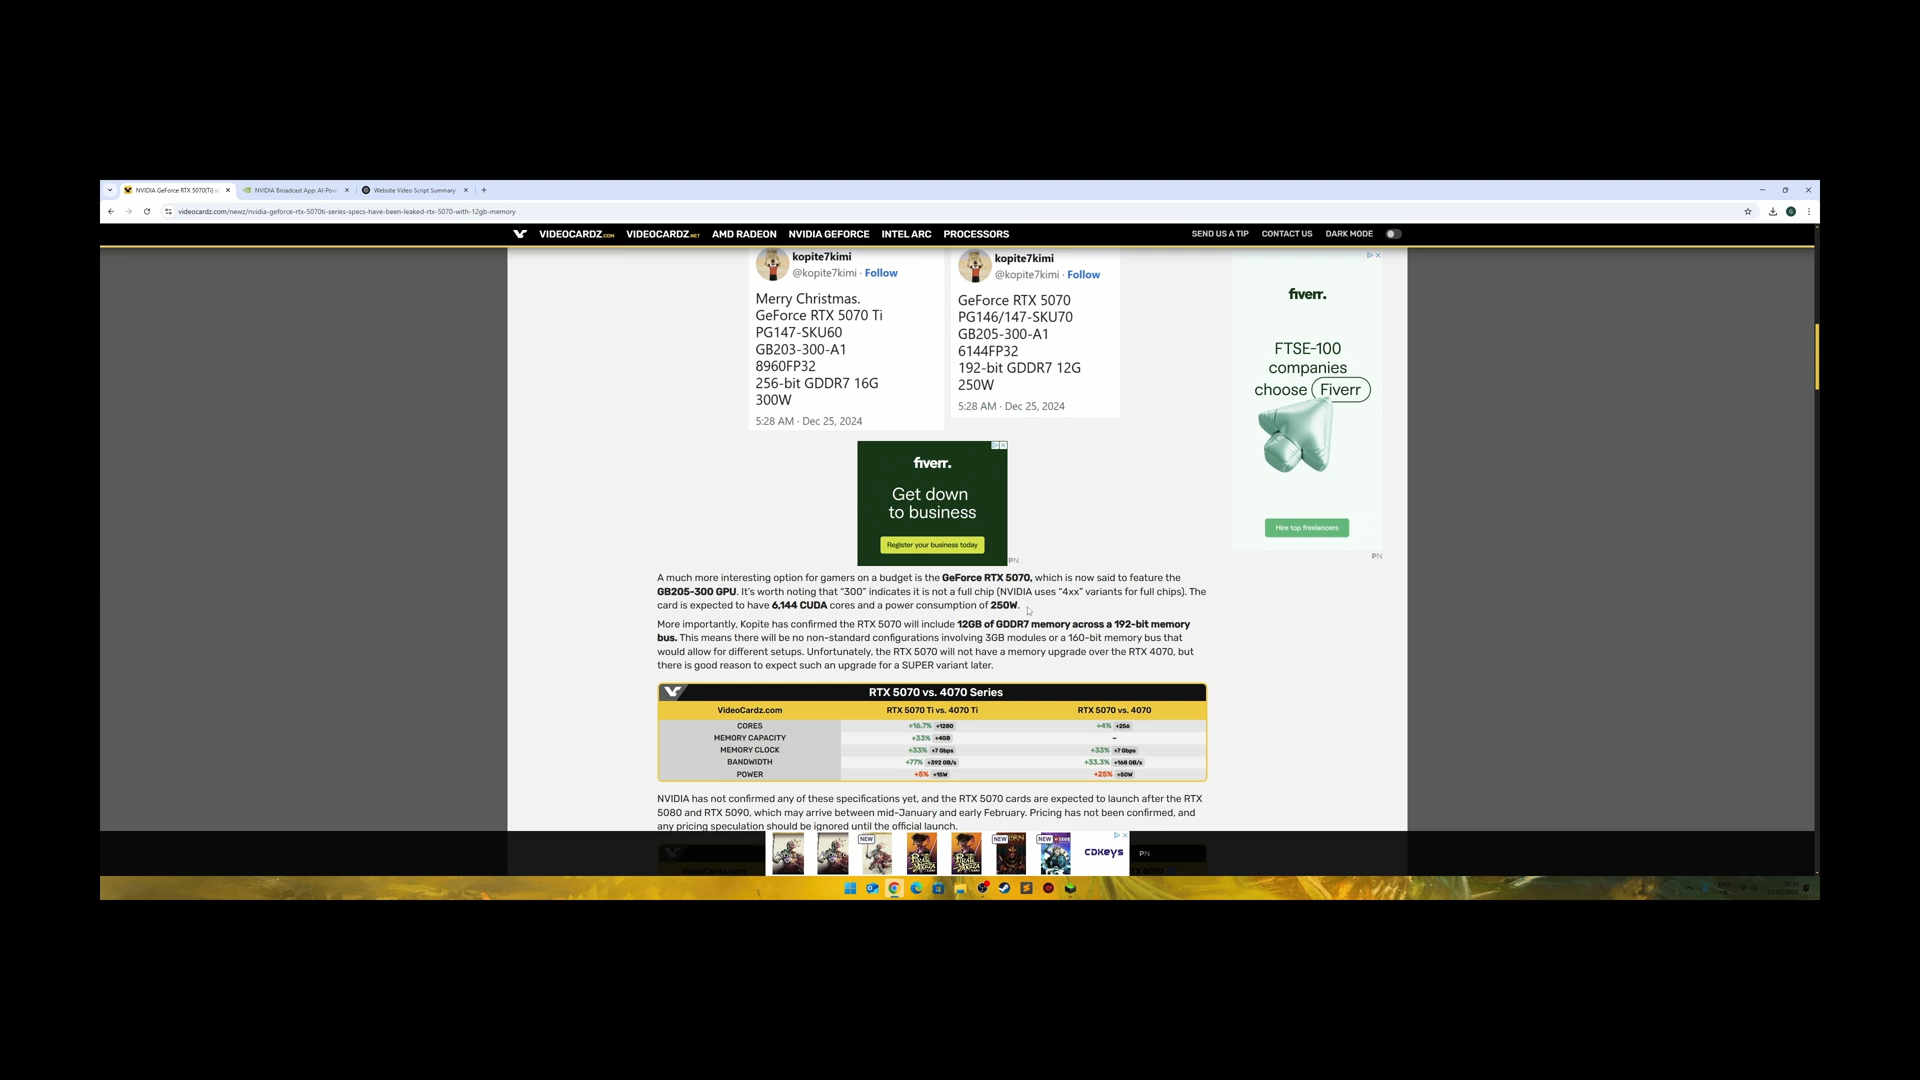 NVIDIA GeForce RTX 5070(Ti) s
NVIDIA Broadcast App: AI-Pow
Website Video Script Summary
videocardz.com/newz/nvidia-geforce-rtx-5070ti-series-specs-have-been-leaked-rtx-5070-with-12gb-memory
VIDEOCARDZ.COM VIDEOCARDZ.NET AMD RADEON NVIDIA GEFORCE INTEL ARC PROCESSORS SEND US A TIP CONTACT US DARK MODE
kopite7kimi
@kopite7kimi · Follow
Merry Christmas.
GeForce RTX 5070 Ti
PG147-SKU60
GB203-300-A1
8960FP32
256-bit GDDR7 16G
300W
5:28 AM · Dec 25, 2024
kopite7kimi
@kopite7kimi · Follow
GeForce RTX 5070
PG146/147-SKU70
GB205-300-A1
6144FP32
192-bit GDDR7 12G
250W
5:28 AM · Dec 25, 2024
fiverr.
FTSE-100
companies
choose Fiverr
Hire top freelancers
PN
fiverr.
Get down
to business
Register your business today
PN
A much more interesting option for gamers on a budget is the GeForce RTX 5070, which is now said to feature the
GB205-300 GPU. It's worth noting that "300" indicates it is not a full chip (NVIDIA uses "4xx" variants for full chips). The
card is expected to have 6,144 CUDA cores and a power consumption of 250W.
More importantly, Kopite has confirmed the RTX 5070 will include 12GB of GDDR7 memory across a 192-bit memory
bus. This means there will be no non-standard configurations involving 3GB modules or a 160-bit memory bus that
would allow for different setups. Unfortunately, the RTX 5070 will not have a memory upgrade over the RTX 4070, but
there is good reason to expect such an upgrade for a SUPER variant later.
RTX 5070 vs. 4070 Series
VideoCardz.com RTX 5070 Ti vs. 4070 Ti RTX 5070 vs. 4070
CORES +16.7% +1280 +4% +256
MEMORY CAPACITY +33% +4GB –
MEMORY CLOCK +33% +7 Gbps +33% +7 Gbps
BANDWIDTH +77% +392 GB/s +33.3% +168 GB/s
POWER +5% +15W +25% +50W
NVIDIA has not confirmed any of these specifications yet, and the RTX 5070 cards are expected to launch after the RTX
5080 and RTX 5090, which may arrive between mid-January and early February. Pricing has not been confirmed, and
any pricing speculation should be ignored until the official launch.
NEW NEW NEW
CDKEYS
PN